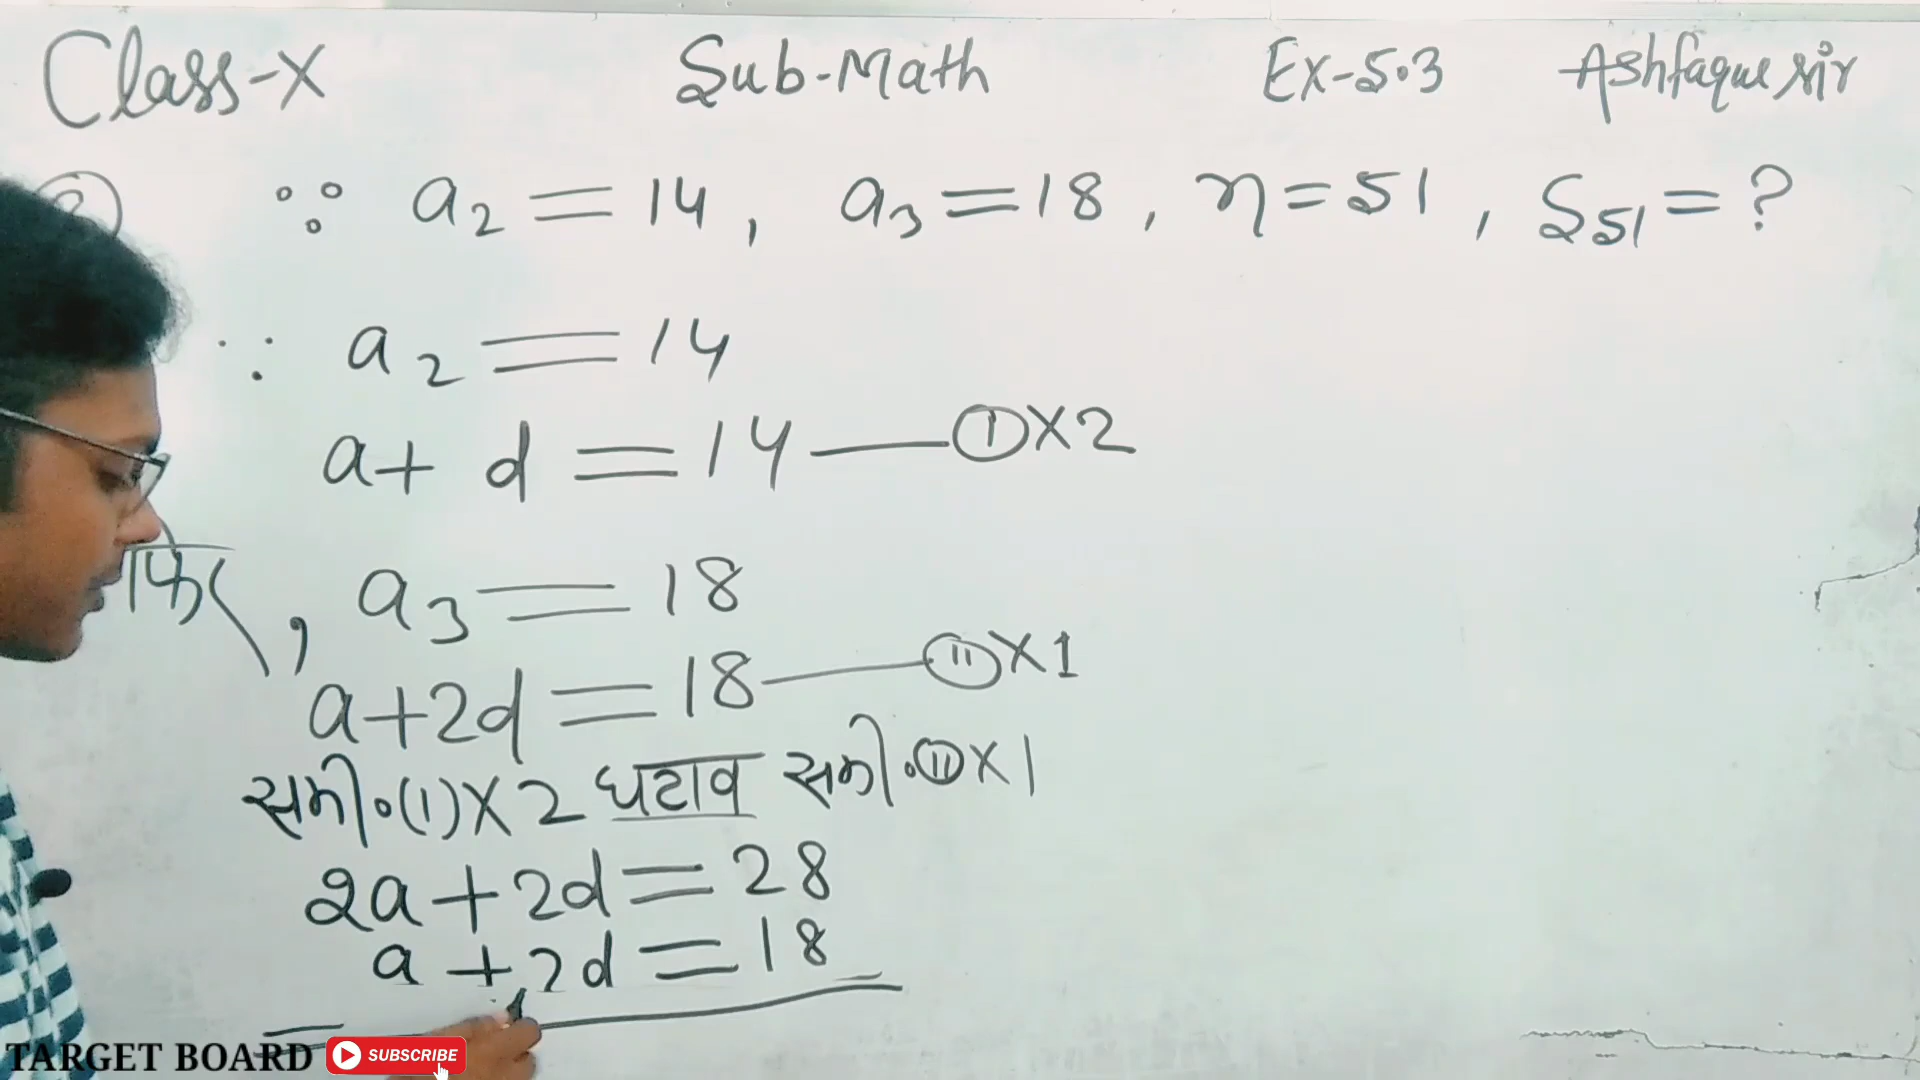 Class-X Sub-Math Ex-5.3 Ashfaque sir
∵ a₂ = 14, a₃ = 18, n = 51, S₅₁ = ?
∵ a₂ = 14
a + d = 14 — (I) X 2
फिर, a₃ = 18
a + 2d = 18 — (II) X 1
समी.(1) X 2 घटाव समी.(II) X 1
2a + 2d = 28
a + 2d = 18
TARGET BOARD SUBSCRIBE